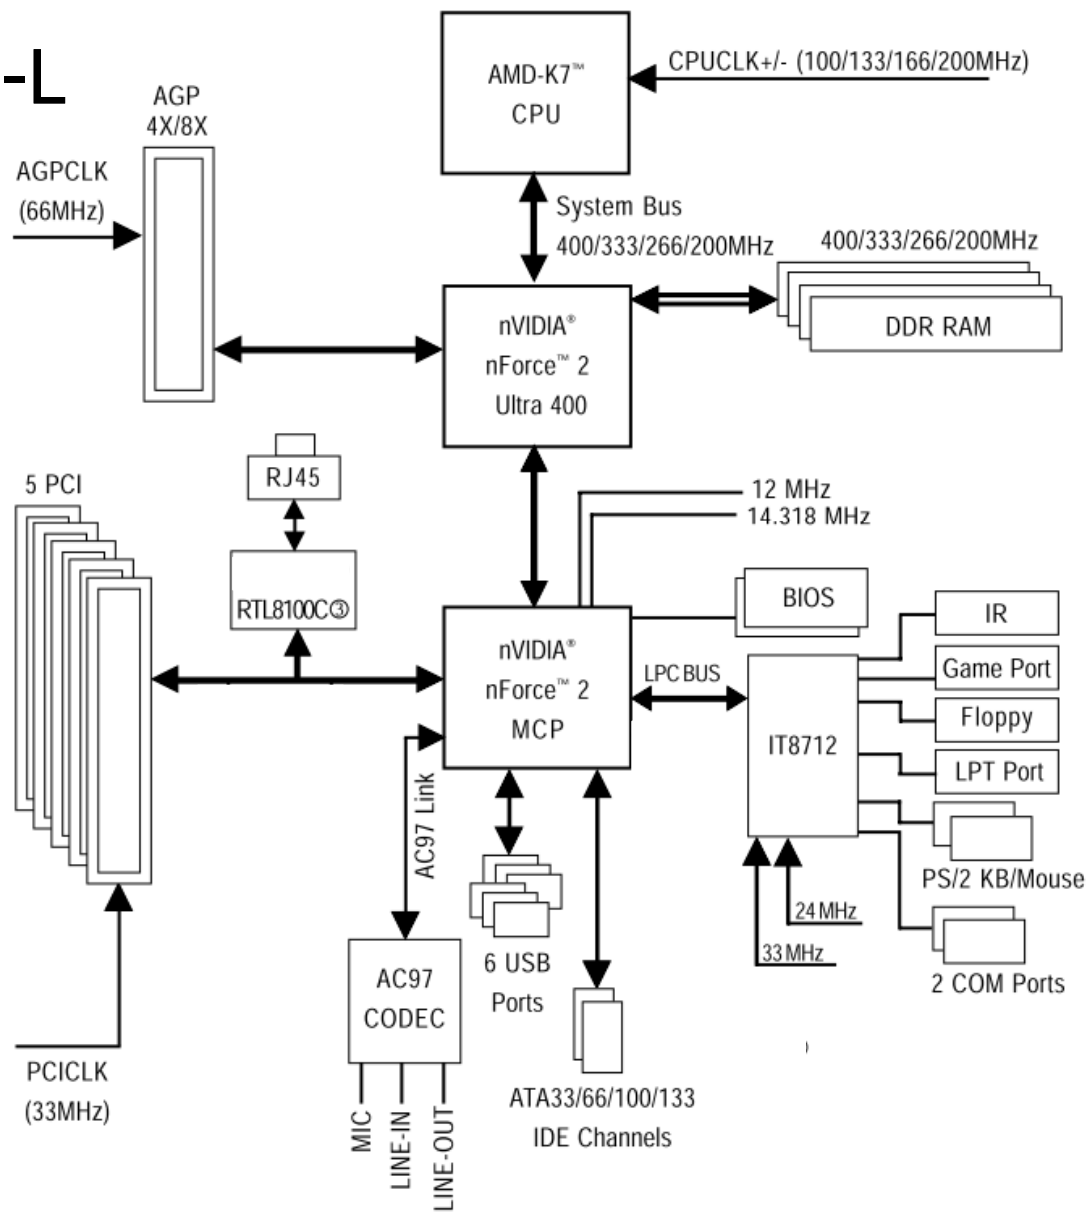 -L
AMD-K7™
CPU
CPUCLK+/- (100/133/166/200MHz)
AGP
4X/8X
AGPCLK
(66MHz)
System Bus
400/333/266/200MHz
400/333/266/200MHz
DDR RAM
nVIDIA®
nForce™ 2
Ultra 400
RJ45
5 PCI
12 MHz
14.318 MHz
RTL8100C③
BIOS
nVIDIA®
nForce™ 2
MCP
LPC BUS
IT8712
IR
Game Port
Floppy
LPT Port
PS/2 KB/Mouse
2 COM Ports
24 MHz
33 MHz
AC97 Link
AC97
CODEC
6 USB
Ports
ATA33/66/100/133
IDE Channels
MIC
LINE-IN
LINE-OUT
PCICLK
(33MHz)